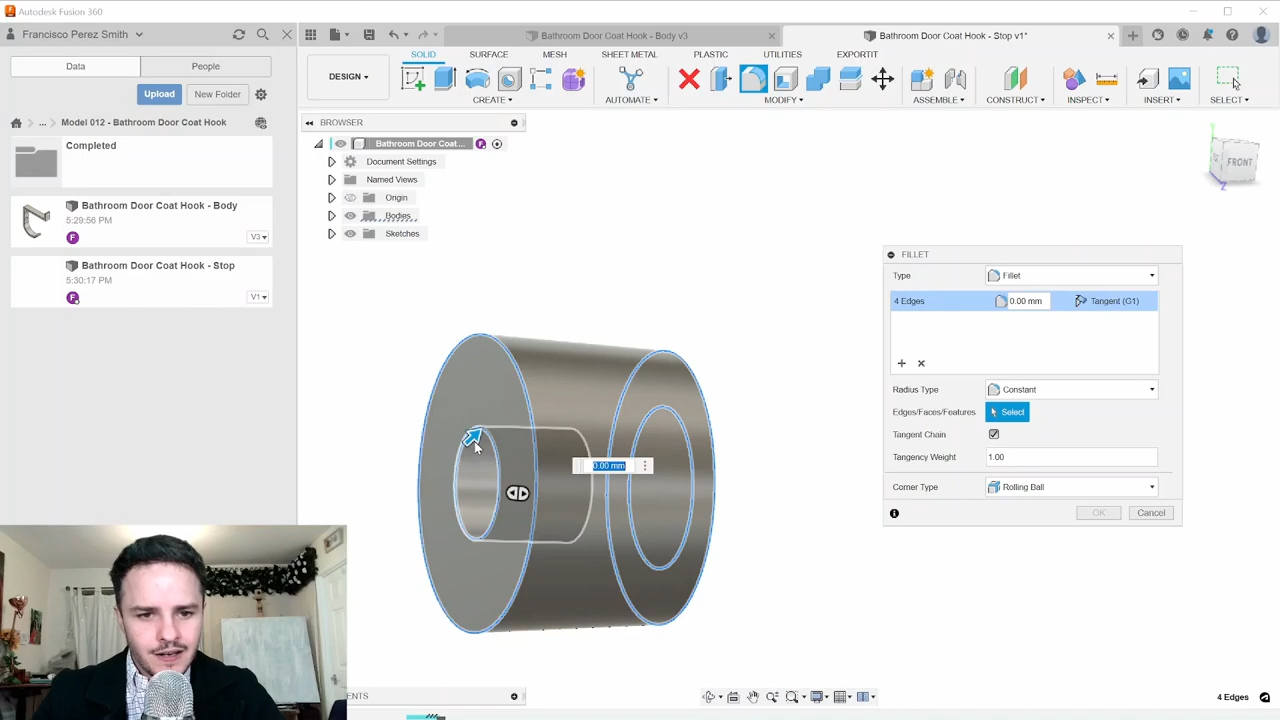 Autodesk Fusion 360
Francisco Perez Smith
Data
People
Upload
New Folder
... Model 012 - Bathroom Door Coat Hook
Completed
Bathroom Door Coat Hook - Body
5:29:56 PM
F
V3▾
Bathroom Door Coat Hook - Stop
5:30:17 PM
F
V1▾
Bathroom Door Coat Hook - Body v3
Bathroom Door Coat Hook - Stop v1*
DESIGN ▾
SOLID
SURFACE
MESH
SHEET METAL
PLASTIC
UTILITIES
EXPORTIT
CREATE ▾
AUTOMATE ▾
MODIFY ▾
ASSEMBLE ▾
CONSTRUCT ▾
INSPECT ▾
INSERT ▾
SELECT ▾
BROWSER
Bathroom Door Coat...
F
Document Settings
Named Views
Origin
Bodies
Sketches
FRONT
Z
FILLET
Type
Fillet
4 Edges
0.00 mm
Tangent (G1)
Radius Type
Constant
Edges/Faces/Features
Select
Tangent Chain
Tangency Weight
1.00
Corner Type
Rolling Ball
OK
Cancel
0.00 mm
ENTS
4 Edges